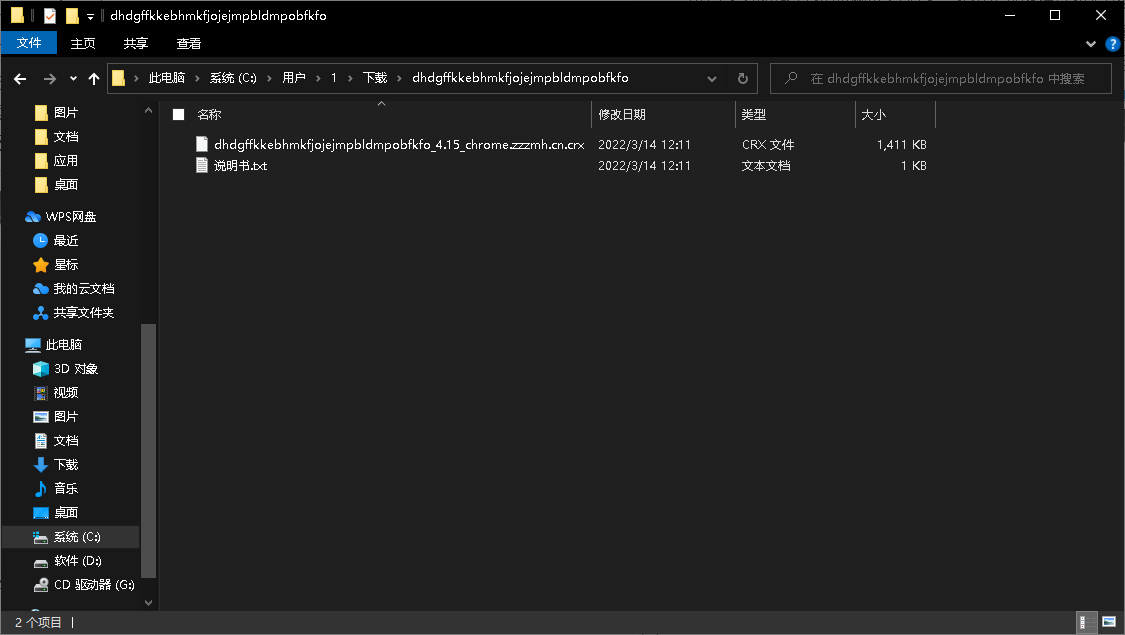 dhdgffkkebhmkfjojejmpbldmpobfkfo
文件 主页 共享 查看
此电脑 系统 (C:) 用户 1 下载 dhdgffkkebhmkfjojejmpbldmpobfkfo
在 dhdgffkkebhmkfjojejmpbldmpobfkfo 中搜索
图片
文档
应用
桌面
WPS网盘
最近
星标
我的云文档
共享文件夹
此电脑
3D 对象
视频
图片
文档
下载
音乐
桌面
系统 (C:)
软件 (D:)
CD 驱动器 (G:)
名称 修改日期 类型 大小
dhdgffkkebhmkfjojejmpbldmpobfkfo_4.15_chrome.zzzmh.cn.crx 2022/3/14 12:11 CRX 文件 1,411 KB
说明书.txt 2022/3/14 12:11 文本文档 1 KB
2 个项目